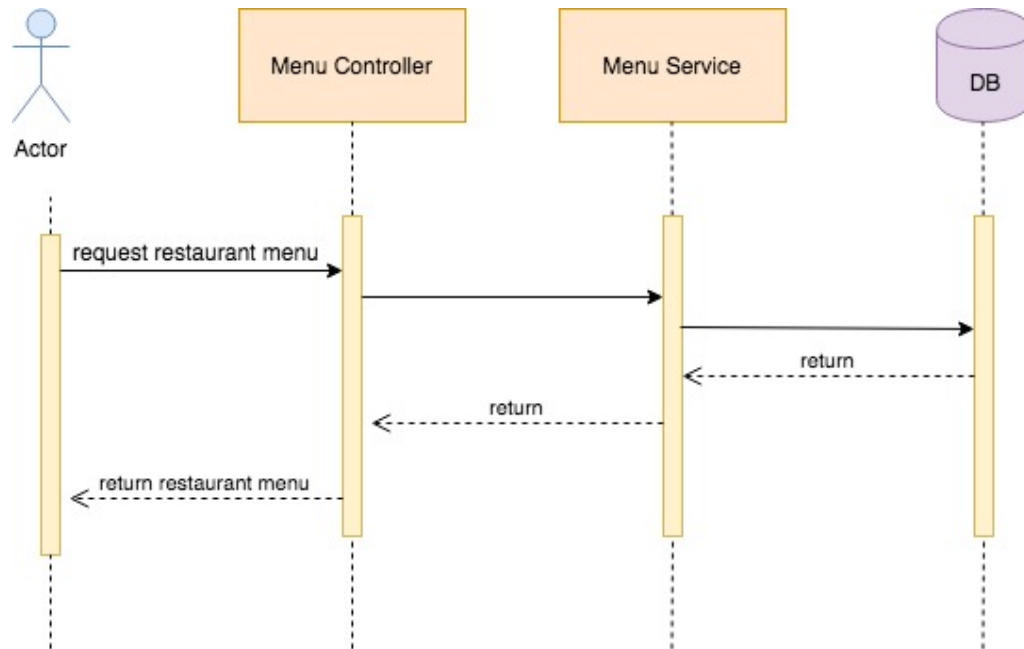 Menu Controller
Menu Service
DB
Actor
request restaurant menu
return
return
return restaurant menu